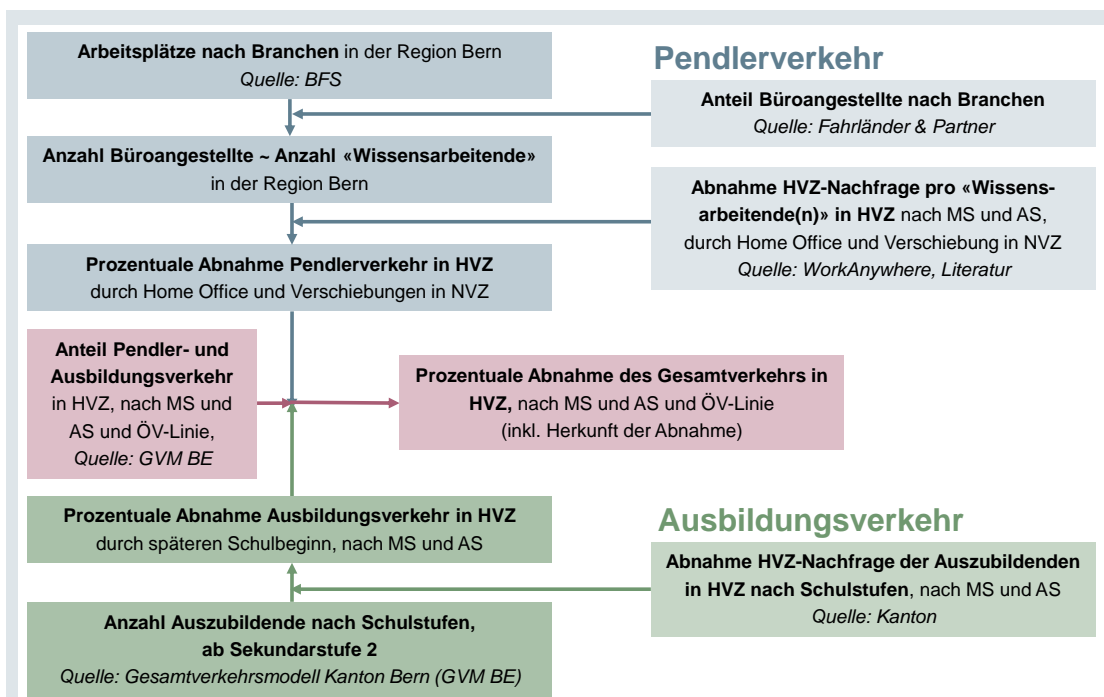 Arbeitsplätze nach Branchen in der Region Bern
Quelle: BFS
Pendlerverkehr
Anteil Büroangestellte nach Branchen
Quelle: Fahrländer & Partner
Anzahl Büroangestellte ~ Anzahl «Wissensarbeitende»
in der Region Bern
Abnahme HVZ-Nachfrage pro «Wissens-
arbeitende(n)» in HVZ nach MS und AS,
durch Home Office und Verschiebung in NVZ
Quelle: WorkAnywhere, Literatur
Prozentuale Abnahme Pendlerverkehr in HVZ
durch Home Office und Verschiebungen in NVZ
Anteil Pendler- und
Ausbildungsverkehr
in HVZ, nach MS und
AS und ÖV-Linie,
Quelle: GVM BE
Prozentuale Abnahme des Gesamtverkehrs in
HVZ, nach MS und AS und ÖV-Linie
(inkl. Herkunft der Abnahme)
Prozentuale Abnahme Ausbildungsverkehr in HVZ
durch späteren Schulbeginn, nach MS und AS
Ausbildungsverkehr
Abnahme HVZ-Nachfrage der Auszubildenden
in HVZ nach Schulstufen, nach MS und AS
Quelle: Kanton
Anzahl Auszubildende nach Schulstufen,
ab Sekundarstufe 2
Quelle: Gesamtverkehrsmodell Kanton Bern (GVM BE)